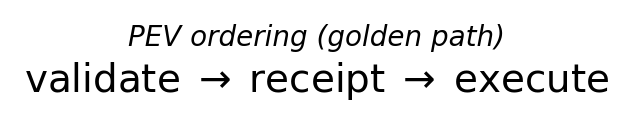 PEV ordering (golden path)
validate → receipt → execute